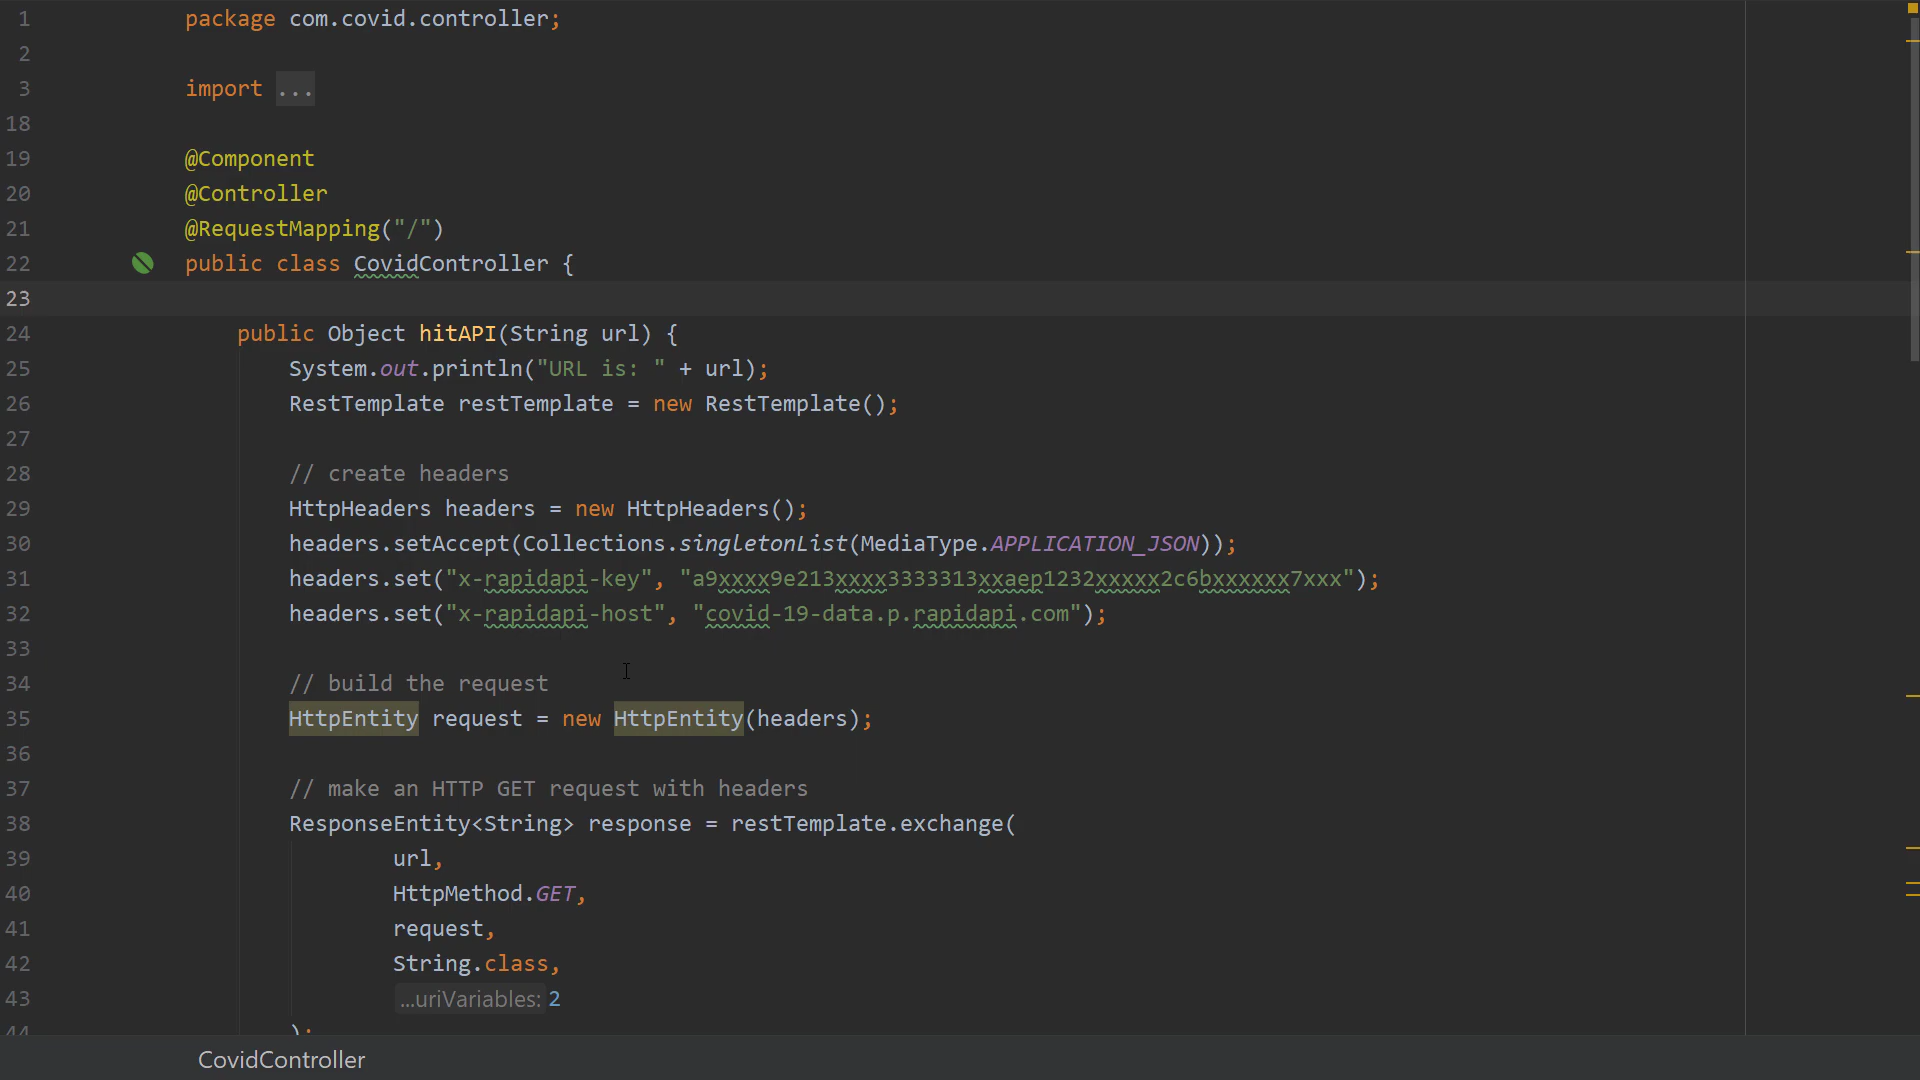 1 package com.covid.controller;
2
3 import ...
18
19 @Component
20 @Controller
21 @RequestMapping("/")
22 public class CovidController {
23
24 public Object hitAPI(String url) {
25 System.out.println("URL is: " + url);
26 RestTemplate restTemplate = new RestTemplate();
27
28 // create headers
29 HttpHeaders headers = new HttpHeaders();
30 headers.setAccept(Collections.singletonList(MediaType.APPLICATION_JSON));
31 headers.set("x-rapidapi-key", "a9xxxx9e213xxxx3333313xxaep1232xxxxx2c6bxxxxxx7xxx");
32 headers.set("x-rapidapi-host", "covid-19-data.p.rapidapi.com");
33
34 // build the request
35 HttpEntity request = new HttpEntity(headers);
36
37 // make an HTTP GET request with headers
38 ResponseEntity<String> response = restTemplate.exchange(
39 url,
40 HttpMethod.GET,
41 request,
42 String.class,
43 ...uriVariables: 2
44 );
CovidController